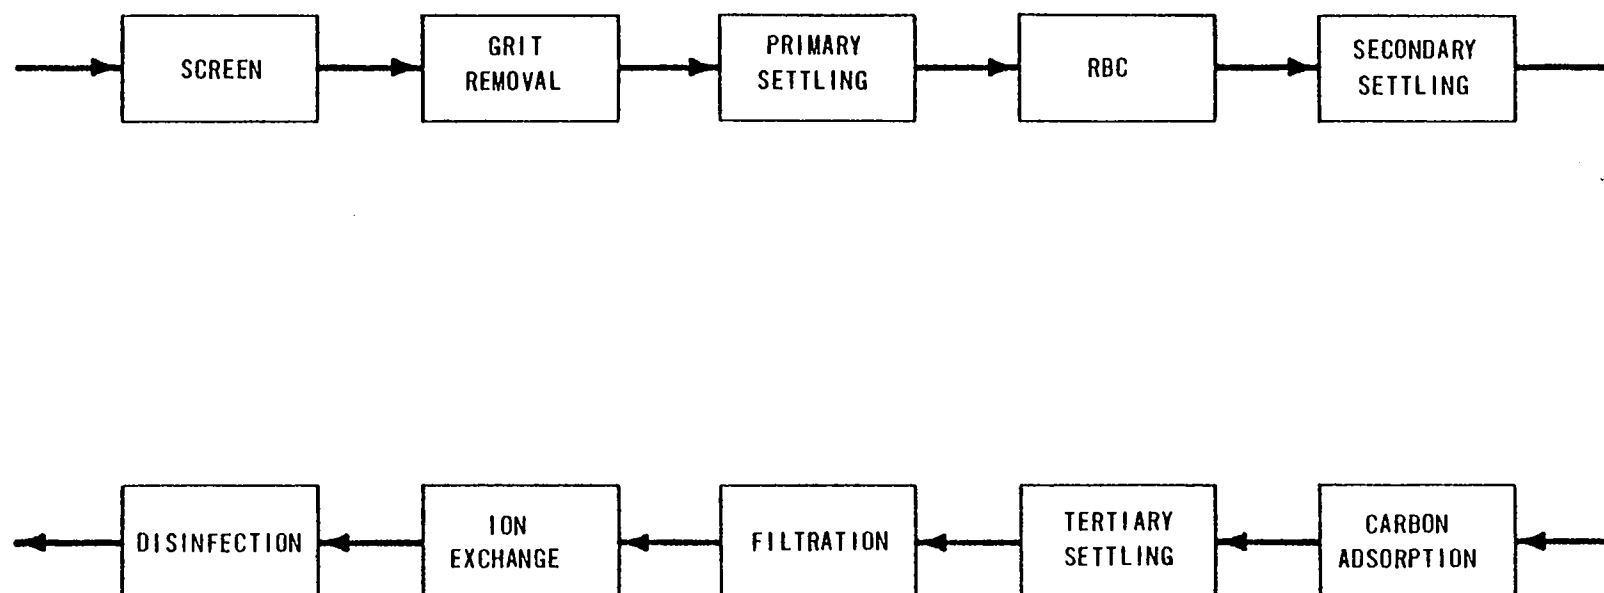 SCREEN
GRIT
REMOVAL
PRIMARY
SETTLING
RBC
SECONDARY
SETTLING
DISINFECTION
ION
EXCHANGE
FILTRATION
TERTIARY
SETTLING
CARBON
ADSORPTION